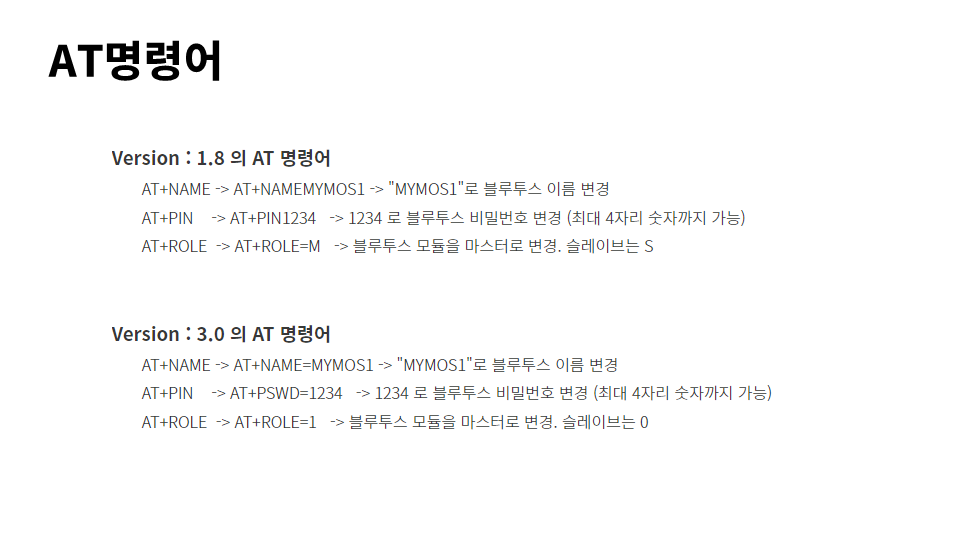 AT명령어
Version : 1.8 의 AT 명령어
AT+NAME -> AT+NAMEMYMOS1 -> "MYMOS1"로 블루투스 이름 변경
AT+PIN -> AT+PIN1234 -> 1234 로 블루투스 비밀번호 변경 (최대 4자리 숫자까지 가능)
AT+ROLE -> AT+ROLE=M -> 블루투스 모듈을 마스터로 변경. 슬레이브는 S
Version : 3.0 의 AT 명령어
AT+NAME -> AT+NAME=MYMOS1 -> "MYMOS1"로 블루투스 이름 변경
AT+PIN -> AT+PSWD=1234 -> 1234 로 블루투스 비밀번호 변경 (최대 4자리 숫자까지 가능)
AT+ROLE -> AT+ROLE=1 -> 블루투스 모듈을 마스터로 변경. 슬레이브는 0